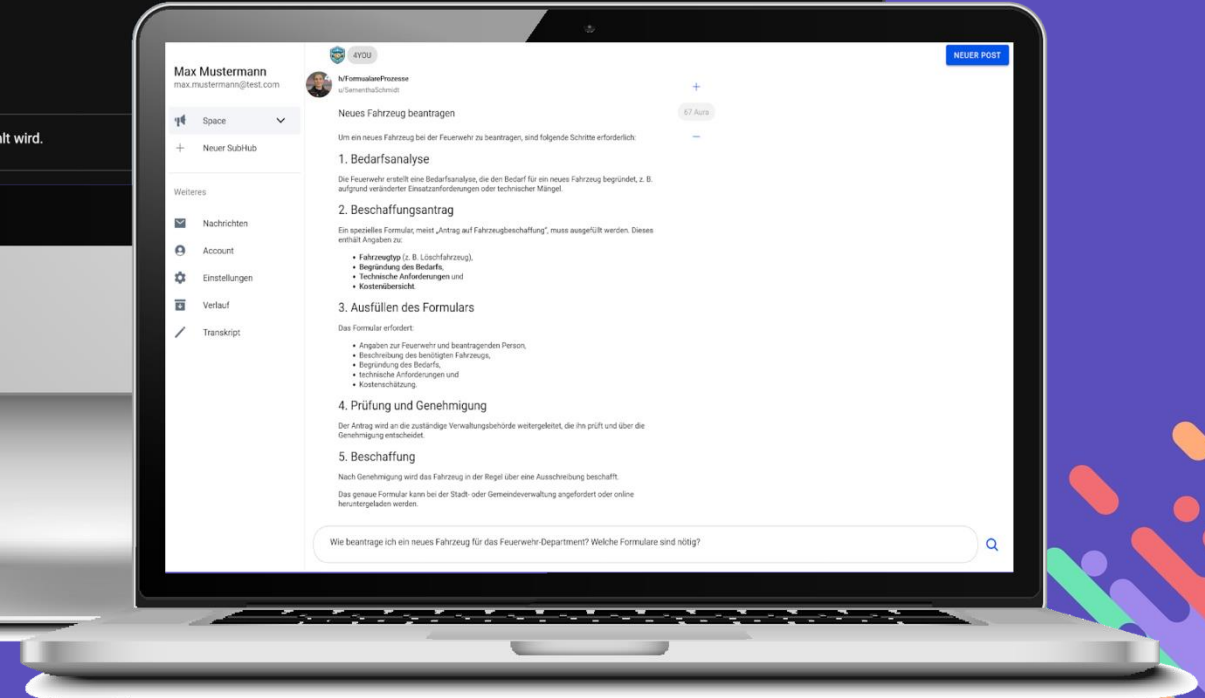 lt wird.
4YOU
NEUER POST
Max Mustermann
max.mustermann@test.com
Space
Neuer SubHub
Weiteres
Nachrichten
Account
Einstellungen
Verlauf
Transkript
h/FormualareProzesse
u/SamenthaSchmidt
67 Aura
Neues Fahrzeug beantragen
Um ein neues Fahrzeug bei der Feuerwehr zu beantragen, sind folgende Schritte erforderlich:
1. Bedarfsanalyse
Die Feuerwehr erstellt eine Bedarfsanalyse, die den Bedarf für ein neues Fahrzeug begründet, z. B.
aufgrund veränderter Einsatzanforderungen oder technischer Mängel.
2. Beschaffungsantrag
Ein spezielles Formular, meist „Antrag auf Fahrzeugbeschaffung“, muss ausgefüllt werden. Dieses
enthält Angaben zu:
• Fahrzeugtyp (z. B. Löschfahrzeug),
• Begründung des Bedarfs,
• Technische Anforderungen und
• Kostenübersicht.
3. Ausfüllen des Formulars
Das Formular erfordert:
• Angaben zur Feuerwehr und beantragenden Person,
• Beschreibung des benötigten Fahrzeugs,
• Begründung des Bedarfs,
• technische Anforderungen und
• Kostenschätzung.
4. Prüfung und Genehmigung
Der Antrag wird an die zuständige Verwaltungsbehörde weitergeleitet, die ihn prüft und über die
Genehmigung entscheidet.
5. Beschaffung
Nach Genehmigung wird das Fahrzeug in der Regel über eine Ausschreibung beschafft.
Das genaue Formular kann bei der Stadt- oder Gemeindeverwaltung angefordert oder online
heruntergeladen werden.
Wie beantrage ich ein neues Fahrzeug für das Feuerwehr-Department? Welche Formulare sind nötig?